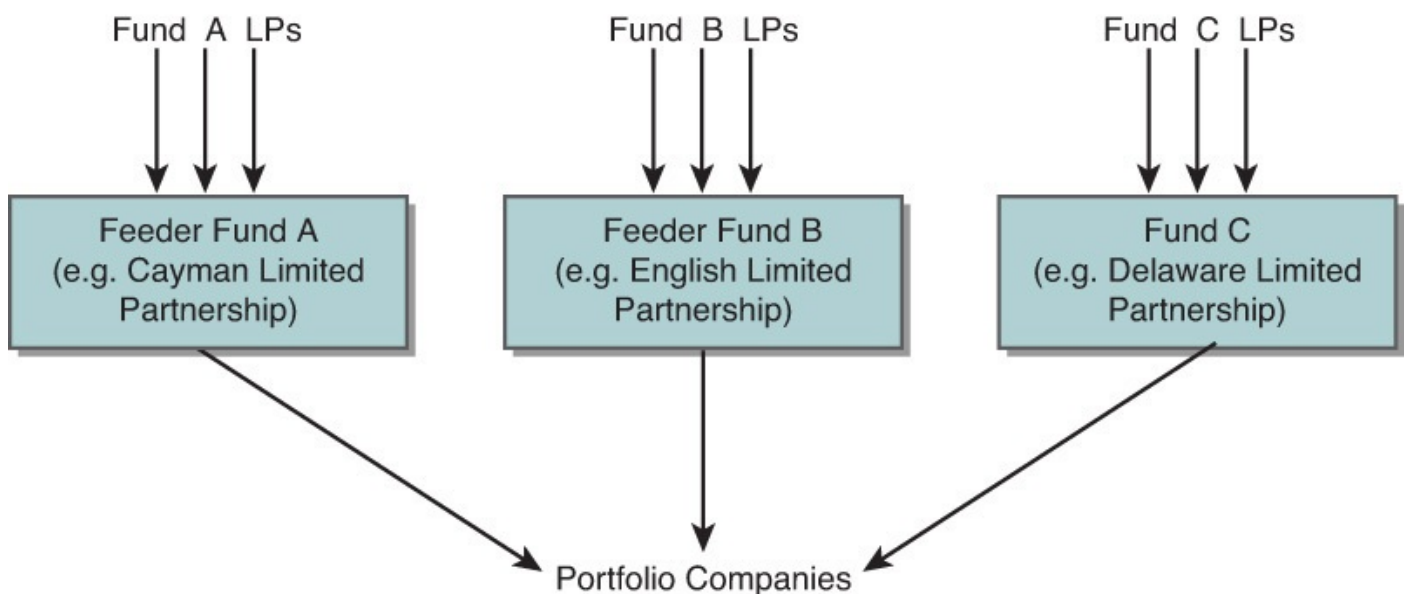 Fund A LPs
Fund B LPs
Fund C LPs
Feeder Fund A
(e.g. Cayman Limited
Partnership)
Feeder Fund B
(e.g. English Limited
Partnership)
Fund C
(e.g. Delaware Limited
Partnership)
Portfolio Companies